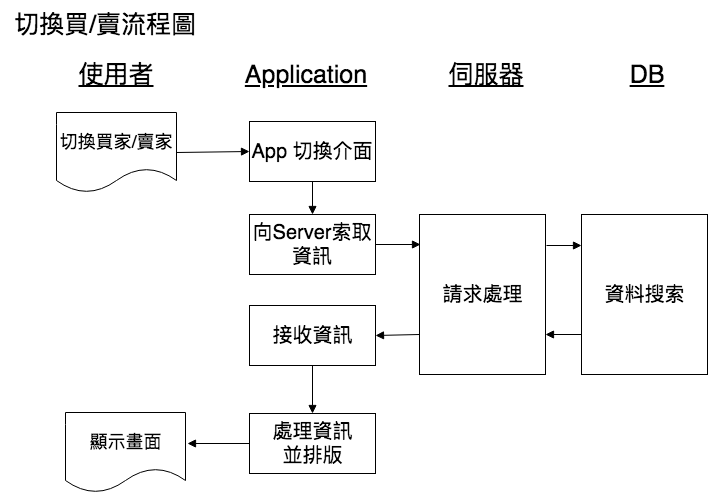 切換買/賣流程圖
使用者
Application
伺服器
DB
切換買家/賣家
App 切換介面
向Server索取
資訊
請求處理
資料搜索
接收資訊
處理資訊
並排版
顯示畫面